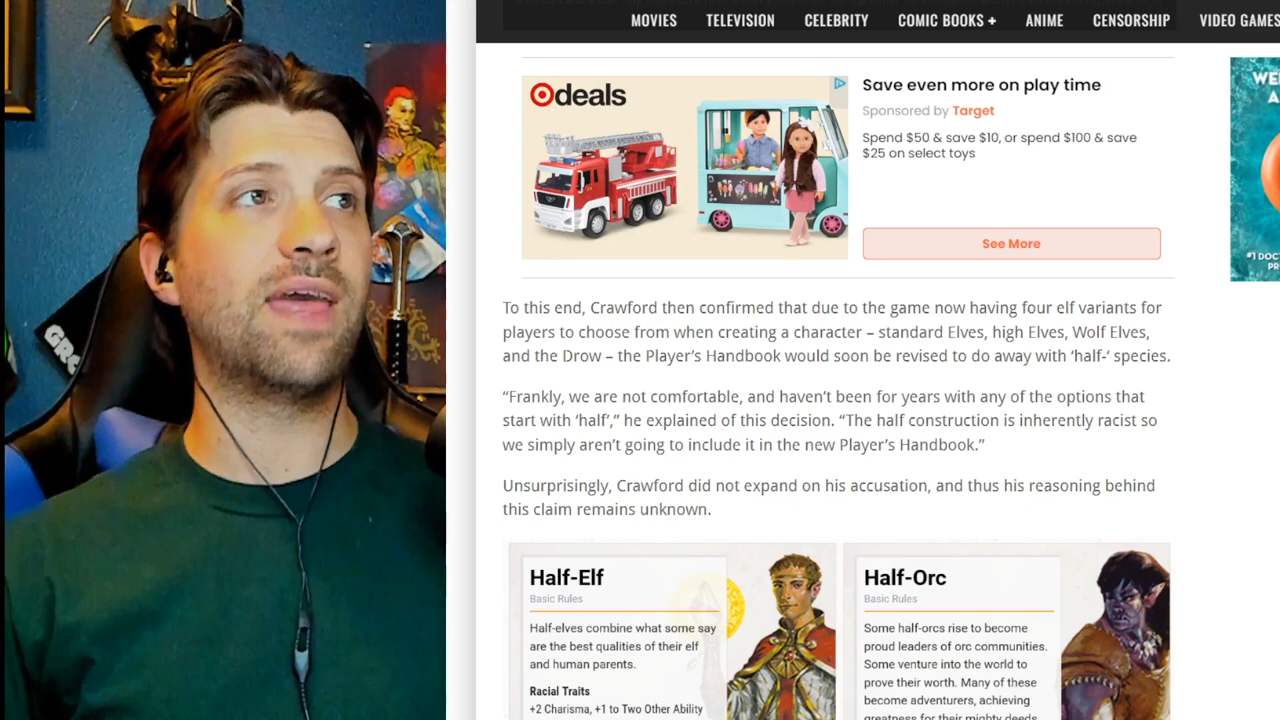 MOVIES TELEVISION CELEBRITY COMIC BOOKS + ANIME CENSORSHIP VIDEO GAMES
deals
Save even more on play time
Sponsored by Target
Spend $50 & save $10, or spend $100 & save
$25 on select toys
See More
#1 DOC
To this end, Crawford then confirmed that due to the game now having four elf variants for
players to choose from when creating a character – standard Elves, high Elves, Wolf Elves,
and the Drow – the Player’s Handbook would soon be revised to do away with ‘half-‘ species.
“Frankly, we are not comfortable, and haven’t been for years with any of the options that
start with ‘half’,” he explained of this decision. “The half construction is inherently racist so
we simply aren’t going to include it in the new Player’s Handbook.”
Unsurprisingly, Crawford did not expand on his accusation, and thus his reasoning behind
this claim remains unknown.
Half-Elf
Basic Rules
Half-elves combine what some say
are the best qualities of their elf
and human parents.
Racial Traits
+2 Charisma, +1 to Two Other Ability
Half-Orc
Basic Rules
Some half-orcs rise to become
proud leaders of orc communities.
Some venture into the world to
prove their worth. Many of these
become adventurers, achieving
greatness for their mighty deeds